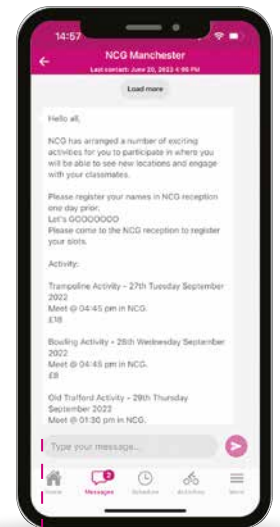 14:57
NCG Manchester
Last contact: June 20, 2023 4:06 PM
Load more
Hello all,
NCG has arranged a number of exciting
activities for you to participate in where you
will be able to see new locations and engage
with your classmates.
Please register your names in NCG reception
one day prior.
Let's GOOOOOOO
Please come to the NCG reception to register
your slots.
Activity:
Trampoline Activity - 27th Tuesday September
2022
Meet @ 04:45 pm in NCG.
£18
Bowling Activity - 28th Wednesday September
2022
Meet @ 04:45 pm in NCG.
£8
Old Trafford Activity - 29th Thursday
September 2022
Meet @ 01:30 pm in NCG.
Type your message...
Home
Messages
Schedule
Activities
More